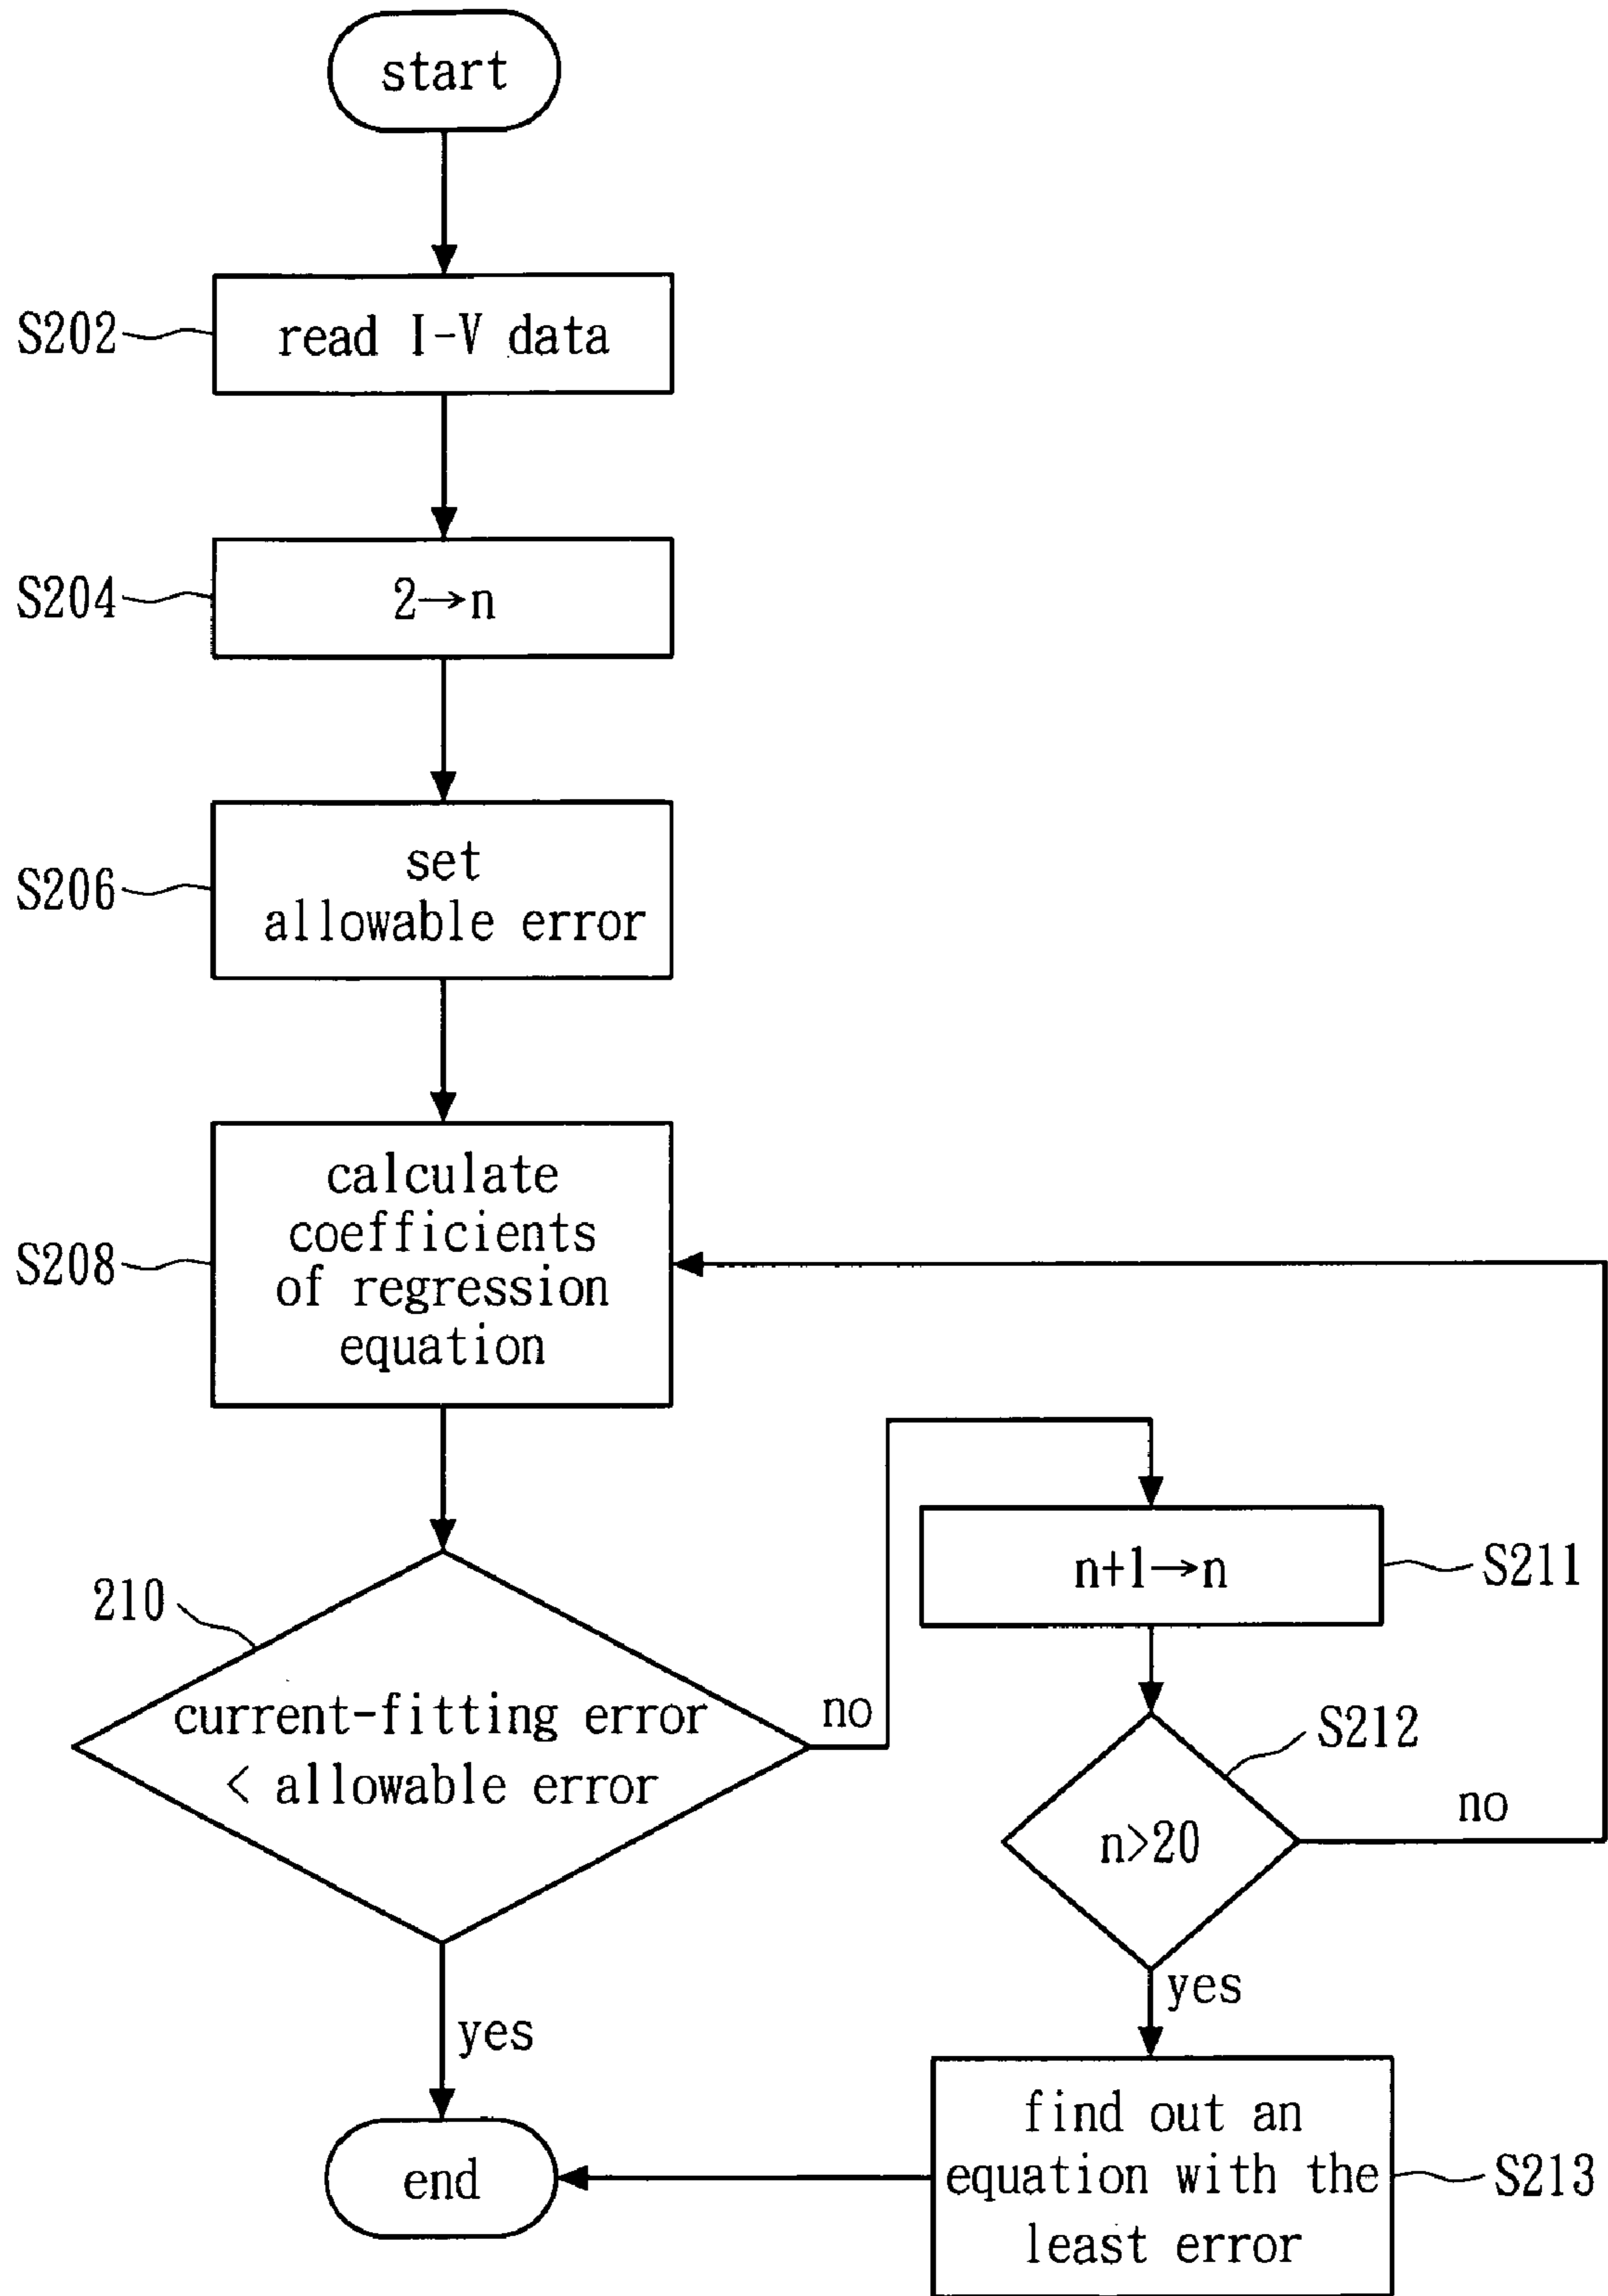 start
S202
read I-V data
S204
2→n
S206
set
allowable error
S208
calculate
coefficients
of regression
equation
210
current-fitting error
< allowable error
no
yes
n+1→n
S211
S212
n>20
no
yes
find out an
equation with the
least error
S213
end